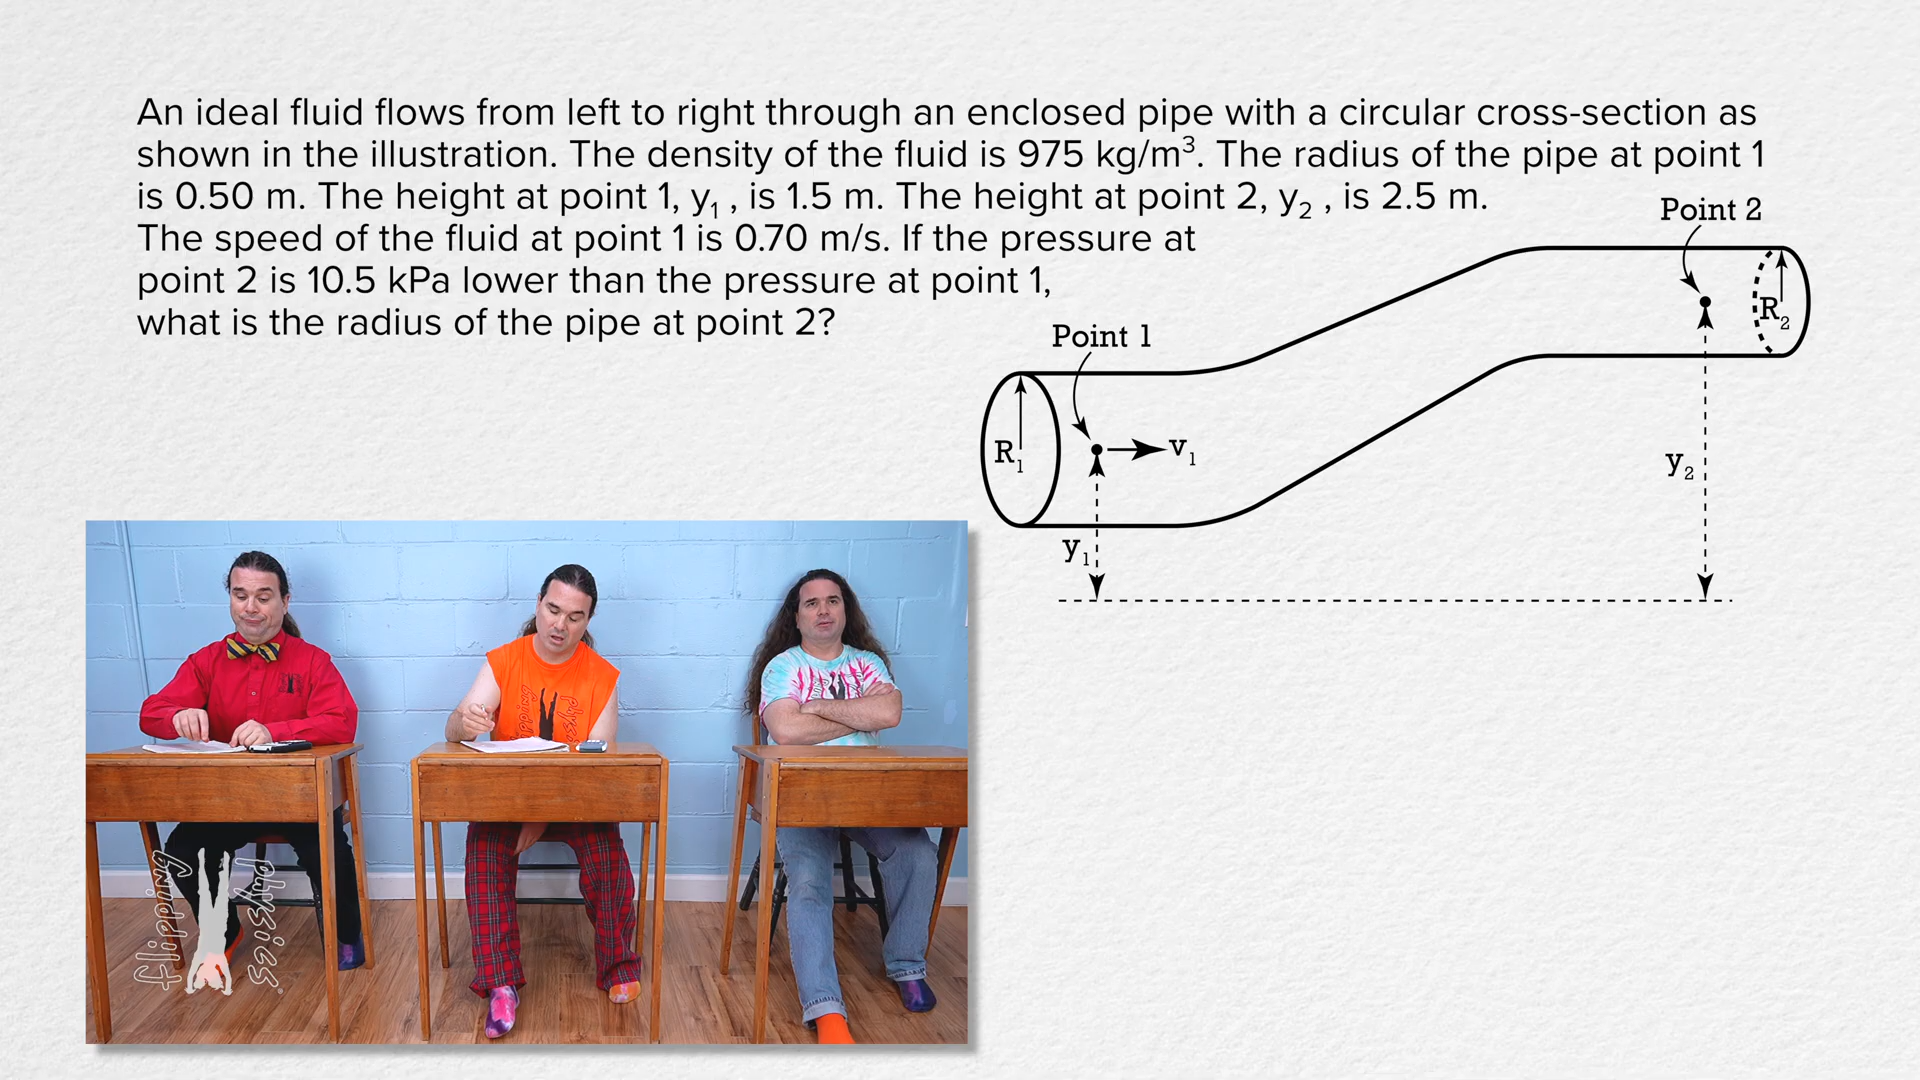 An ideal fluid flows from left to right through an enclosed pipe with a circular cross-section as
shown in the illustration. The density of the fluid is 975 kg/m³. The radius of the pipe at point 1
is 0.50 m. The height at point 1, y₁ , is 1.5 m. The height at point 2, y₂ , is 2.5 m.
The speed of the fluid at point 1 is 0.70 m/s. If the pressure at
point 2 is 10.5 kPa lower than the pressure at point 1,
what is the radius of the pipe at point 2?
Point 2
R₂
Point 1
R₁
v₁
y₂
y₁
flipping
physics
flipping
physics